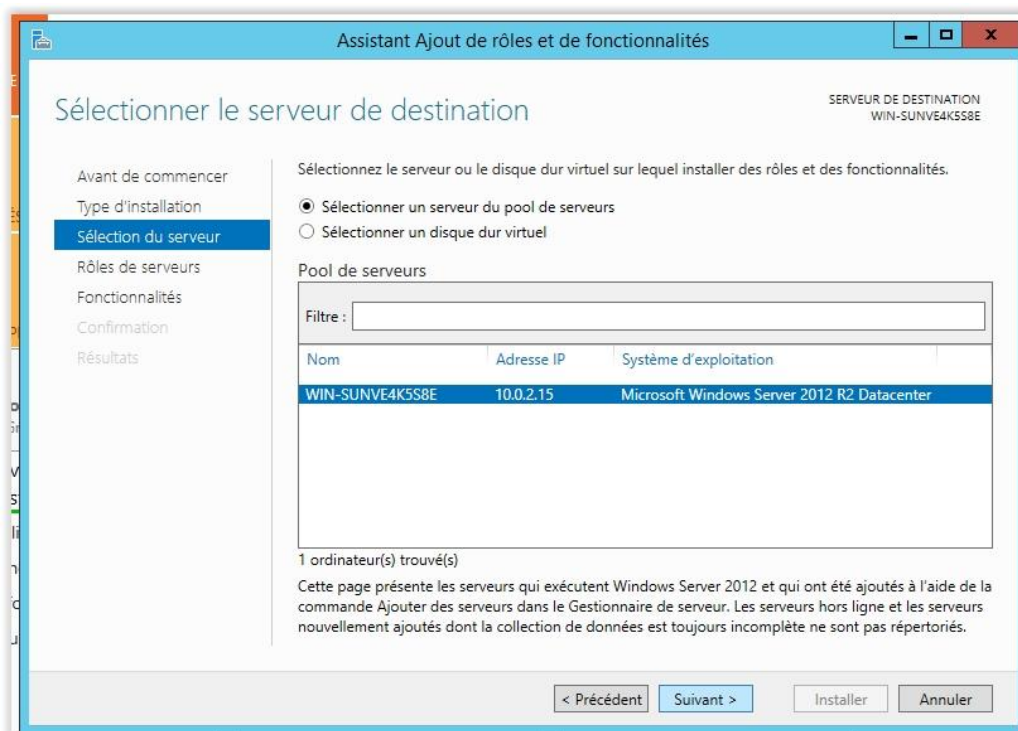 Assistant Ajout de rôles et de fonctionnalités
Sélectionner le serveur de destination
SERVEUR DE DESTINATION
WIN-SUNVE4K5S8E
Avant de commencer
Type d'installation
Sélection du serveur
Rôles de serveurs
Fonctionnalités
Confirmation
Résultats
Sélectionnez le serveur ou le disque dur virtuel sur lequel installer des rôles et des fonctionnalités.
Sélectionner un serveur du pool de serveurs
Sélectionner un disque dur virtuel
Pool de serveurs
Filtre :
Nom Adresse IP Système d'exploitation
WIN-SUNVE4K5S8E 10.0.2.15 Microsoft Windows Server 2012 R2 Datacenter
1 ordinateur(s) trouvé(s)
Cette page présente les serveurs qui exécutent Windows Server 2012 et qui ont été ajoutés à l'aide de la
commande Ajouter des serveurs dans le Gestionnaire de serveur. Les serveurs hors ligne et les serveurs
nouvellement ajoutés dont la collection de données est toujours incomplète ne sont pas répertoriés.
< Précédent Suivant > Installer Annuler